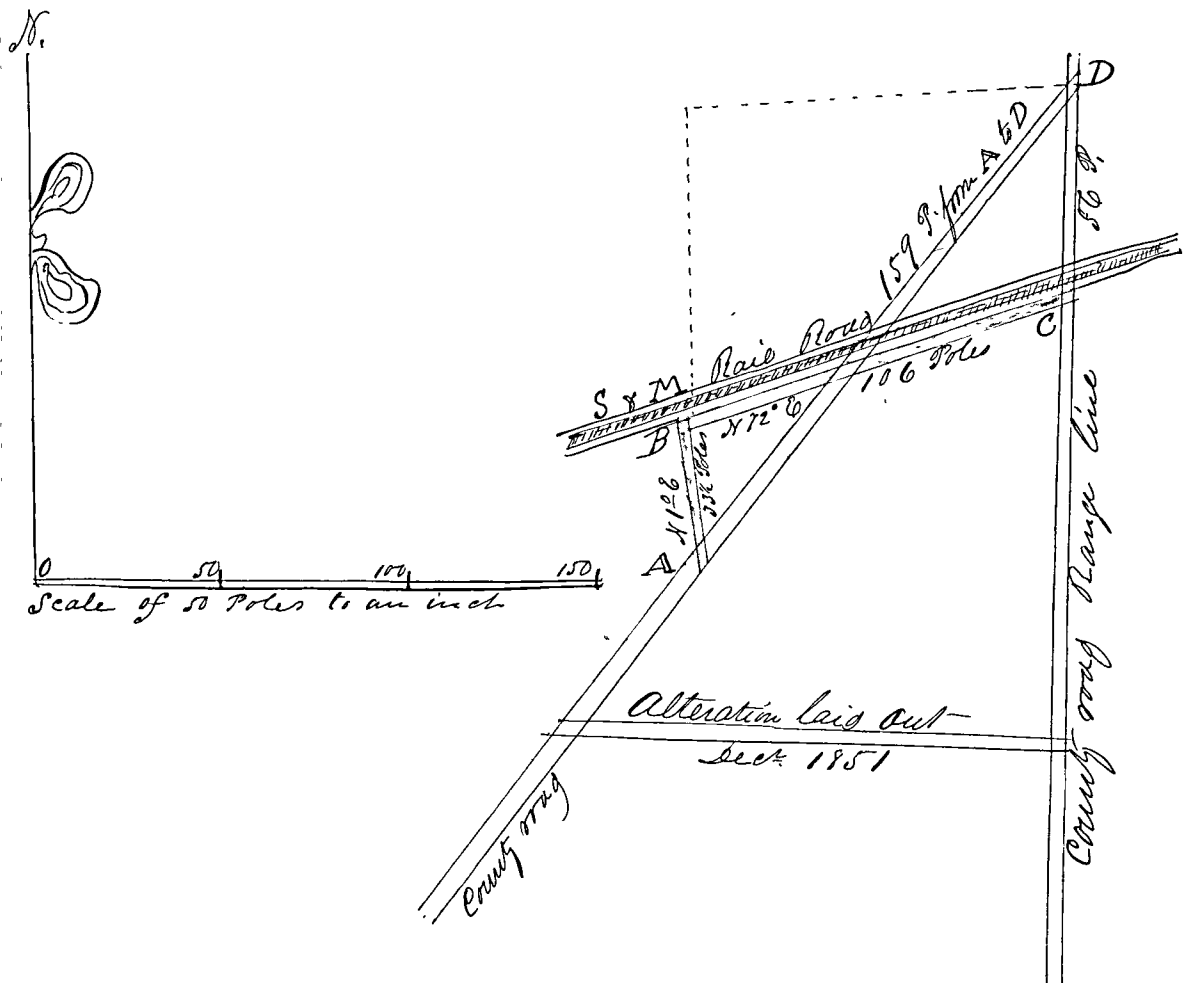 N.
D
159 P. from A to D
56 P.
S & M Rail Road
C
106 Poles
N 72° E
B
N 1° E
33½ Poles
A
0 50 100 150
Scale of 50 Poles to an inch
Alteration laid out
Dec.r 1851
County road
County road Range line